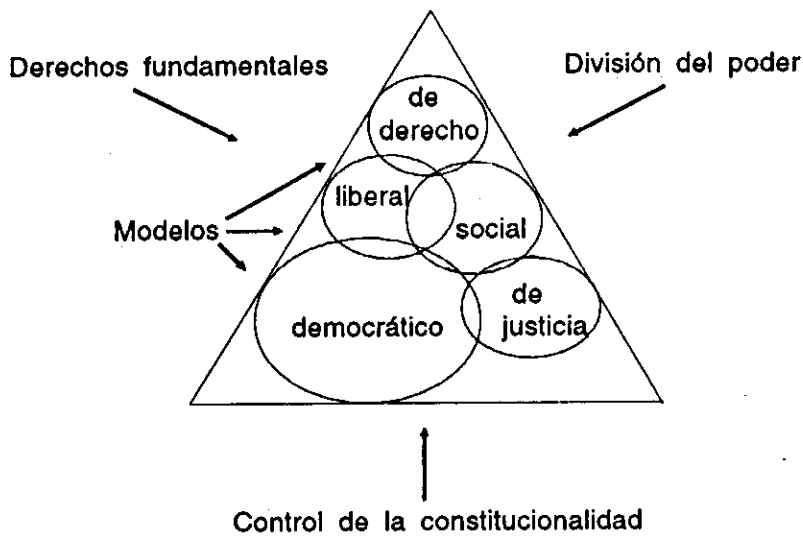 Derechos fundamentales
División del poder
de
derecho
liberal
Modelos
social
de
democrático
justicia
Control de la constitucionalidad